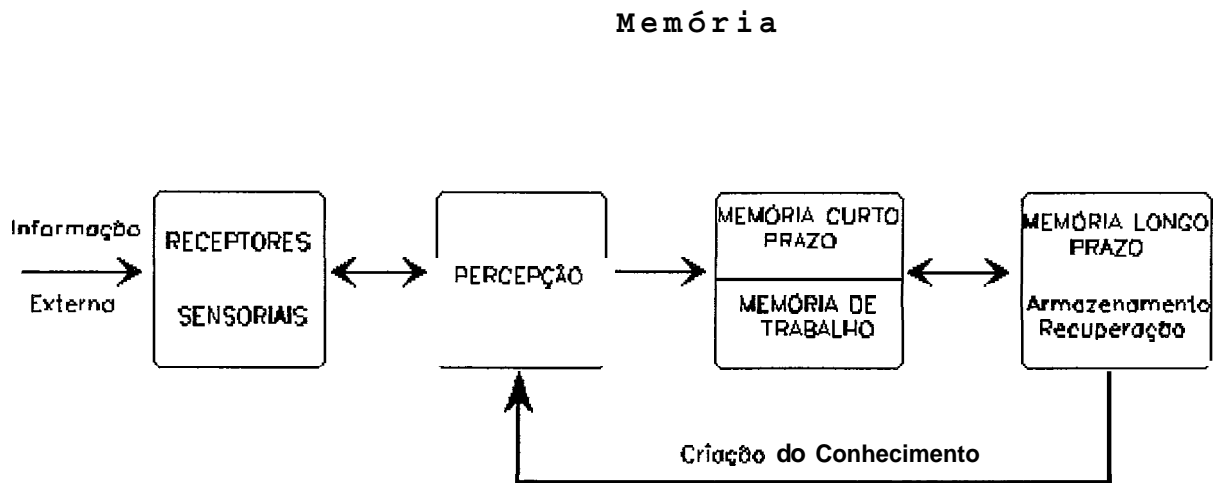 Memória
Informação
Externa
RECEPTORES
SENSORIAIS
PERCEPÇÃO
MEMÓRIA CURTO
PRAZO
MEMÓRIA DE
TRABALHO
MEMÓRIA LONGO
PRAZO
Armazenamento
Recuperação
Criação do Conhecimento